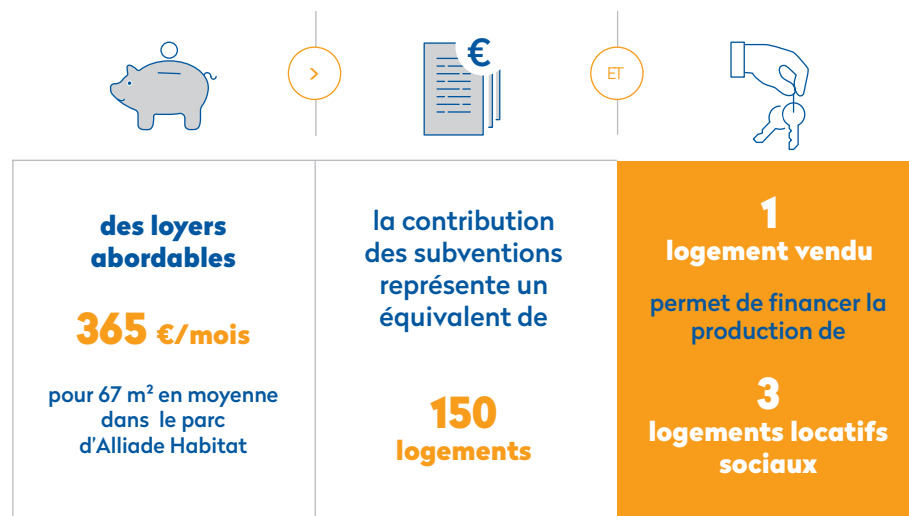 >
€
ET
des loyers
abordables
365 €/mois
pour 67 m² en moyenne
dans le parc
d'Alliade Habitat
la contribution
des subventions
représente un
équivalent de
150
logements
1
logement vendu
permet de financer la
production de
3
logements locatifs
sociaux